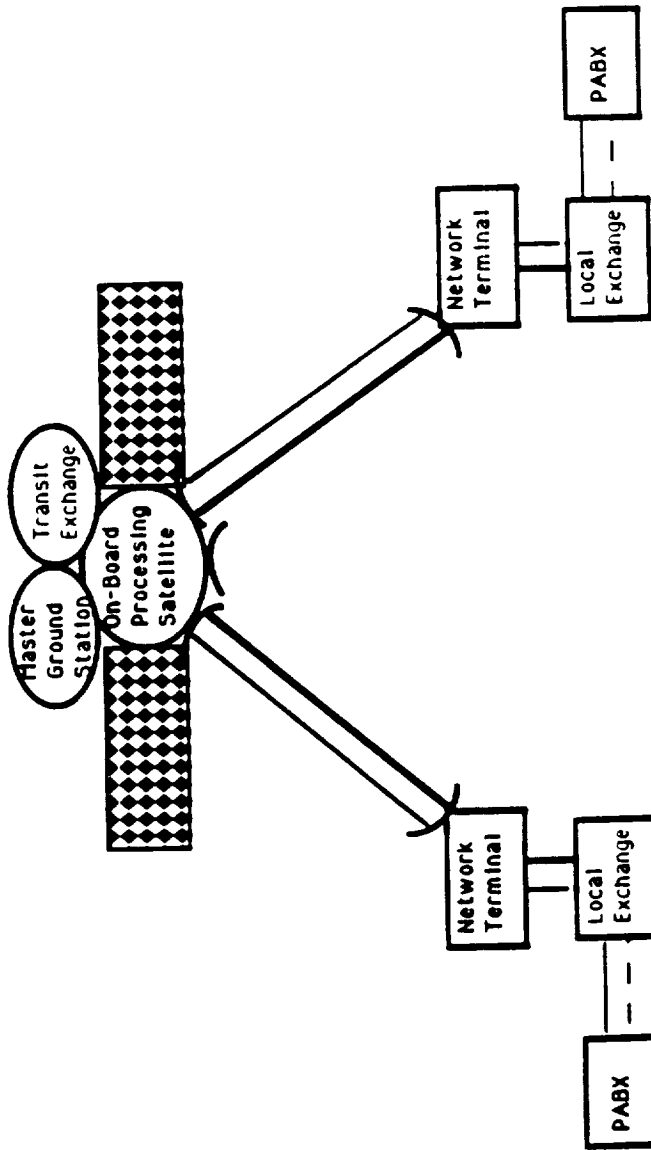 Master
Ground
Station
Transit
Exchange
On-Board
Processing
Satellite
Network
Terminal
Network
Terminal
PABX
Local
Exchange
Local
Exchange
PABX